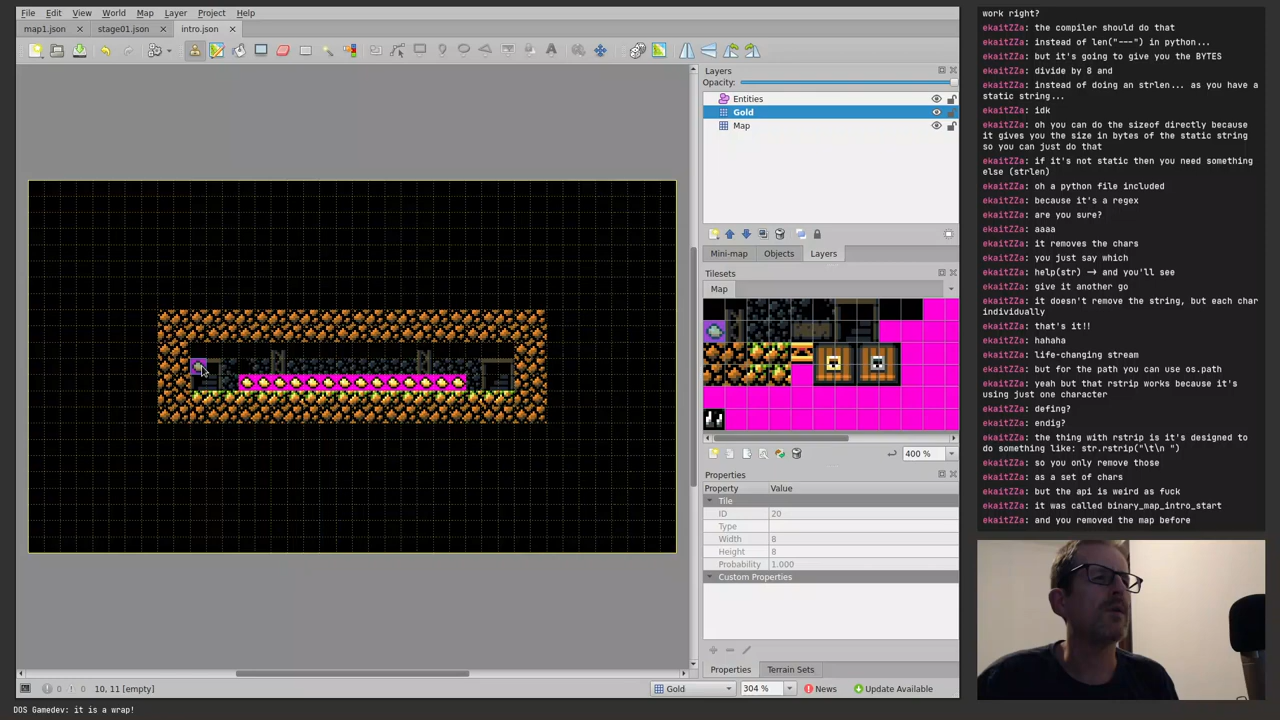 File Edit View World Map Layer Project Help
map1.json stage01.json intro.json
Layers
Opacity:
Entities
Gold
Map
Mini-map Objects Layers
Tilesets
Map
400 %
Properties
Property Value
Tile
ID 20
Type
Width 8
Height 8
Probability 1.000
Custom Properties
Properties Terrain Sets
0 0 10, 11 [empty] Gold 304 % News Update Available
DOS Gamedev: it is a wrap!
work right?
ekaitZZa: the compiler should do that
ekaitZZa: instead of len("---") in python...
ekaitZZa: but it's going to give you the BYTES
ekaitZZa: divide by 8 and
ekaitZZa: instead of doing an strlen... as you have a
static string...
ekaitZZa: idk
ekaitZZa: oh you can do the sizeof directly because
it gives you the size in bytes of the static string
so you can just do that
ekaitZZa: if it's not static then you need something
else (strlen)
ekaitZZa: oh a python file included
ekaitZZa: because it's a regex
ekaitZZa: are you sure?
ekaitZZa: aaaa
ekaitZZa: it removes the chars
ekaitZZa: you just say which
ekaitZZa: help(str) → and you'll see
ekaitZZa: give it another go
ekaitZZa: it doesn't remove the string, but each char
individually
ekaitZZa: that's it!!
ekaitZZa: hahaha
ekaitZZa: life-changing stream
ekaitZZa: but for the path you can use os.path
ekaitZZa: yeah but that rstrip works because it's
using just one character
ekaitZZa: defing?
ekaitZZa: endig?
ekaitZZa: the thing with rstrip is it's designed to
do something like: str.rstrip("\t\n ")
ekaitZZa: so you only remove those
ekaitZZa: as a set of chars
ekaitZZa: but the api is weird as fuck
ekaitZZa: it was called binary_map_intro_start
ekaitZZa: and you removed the map before